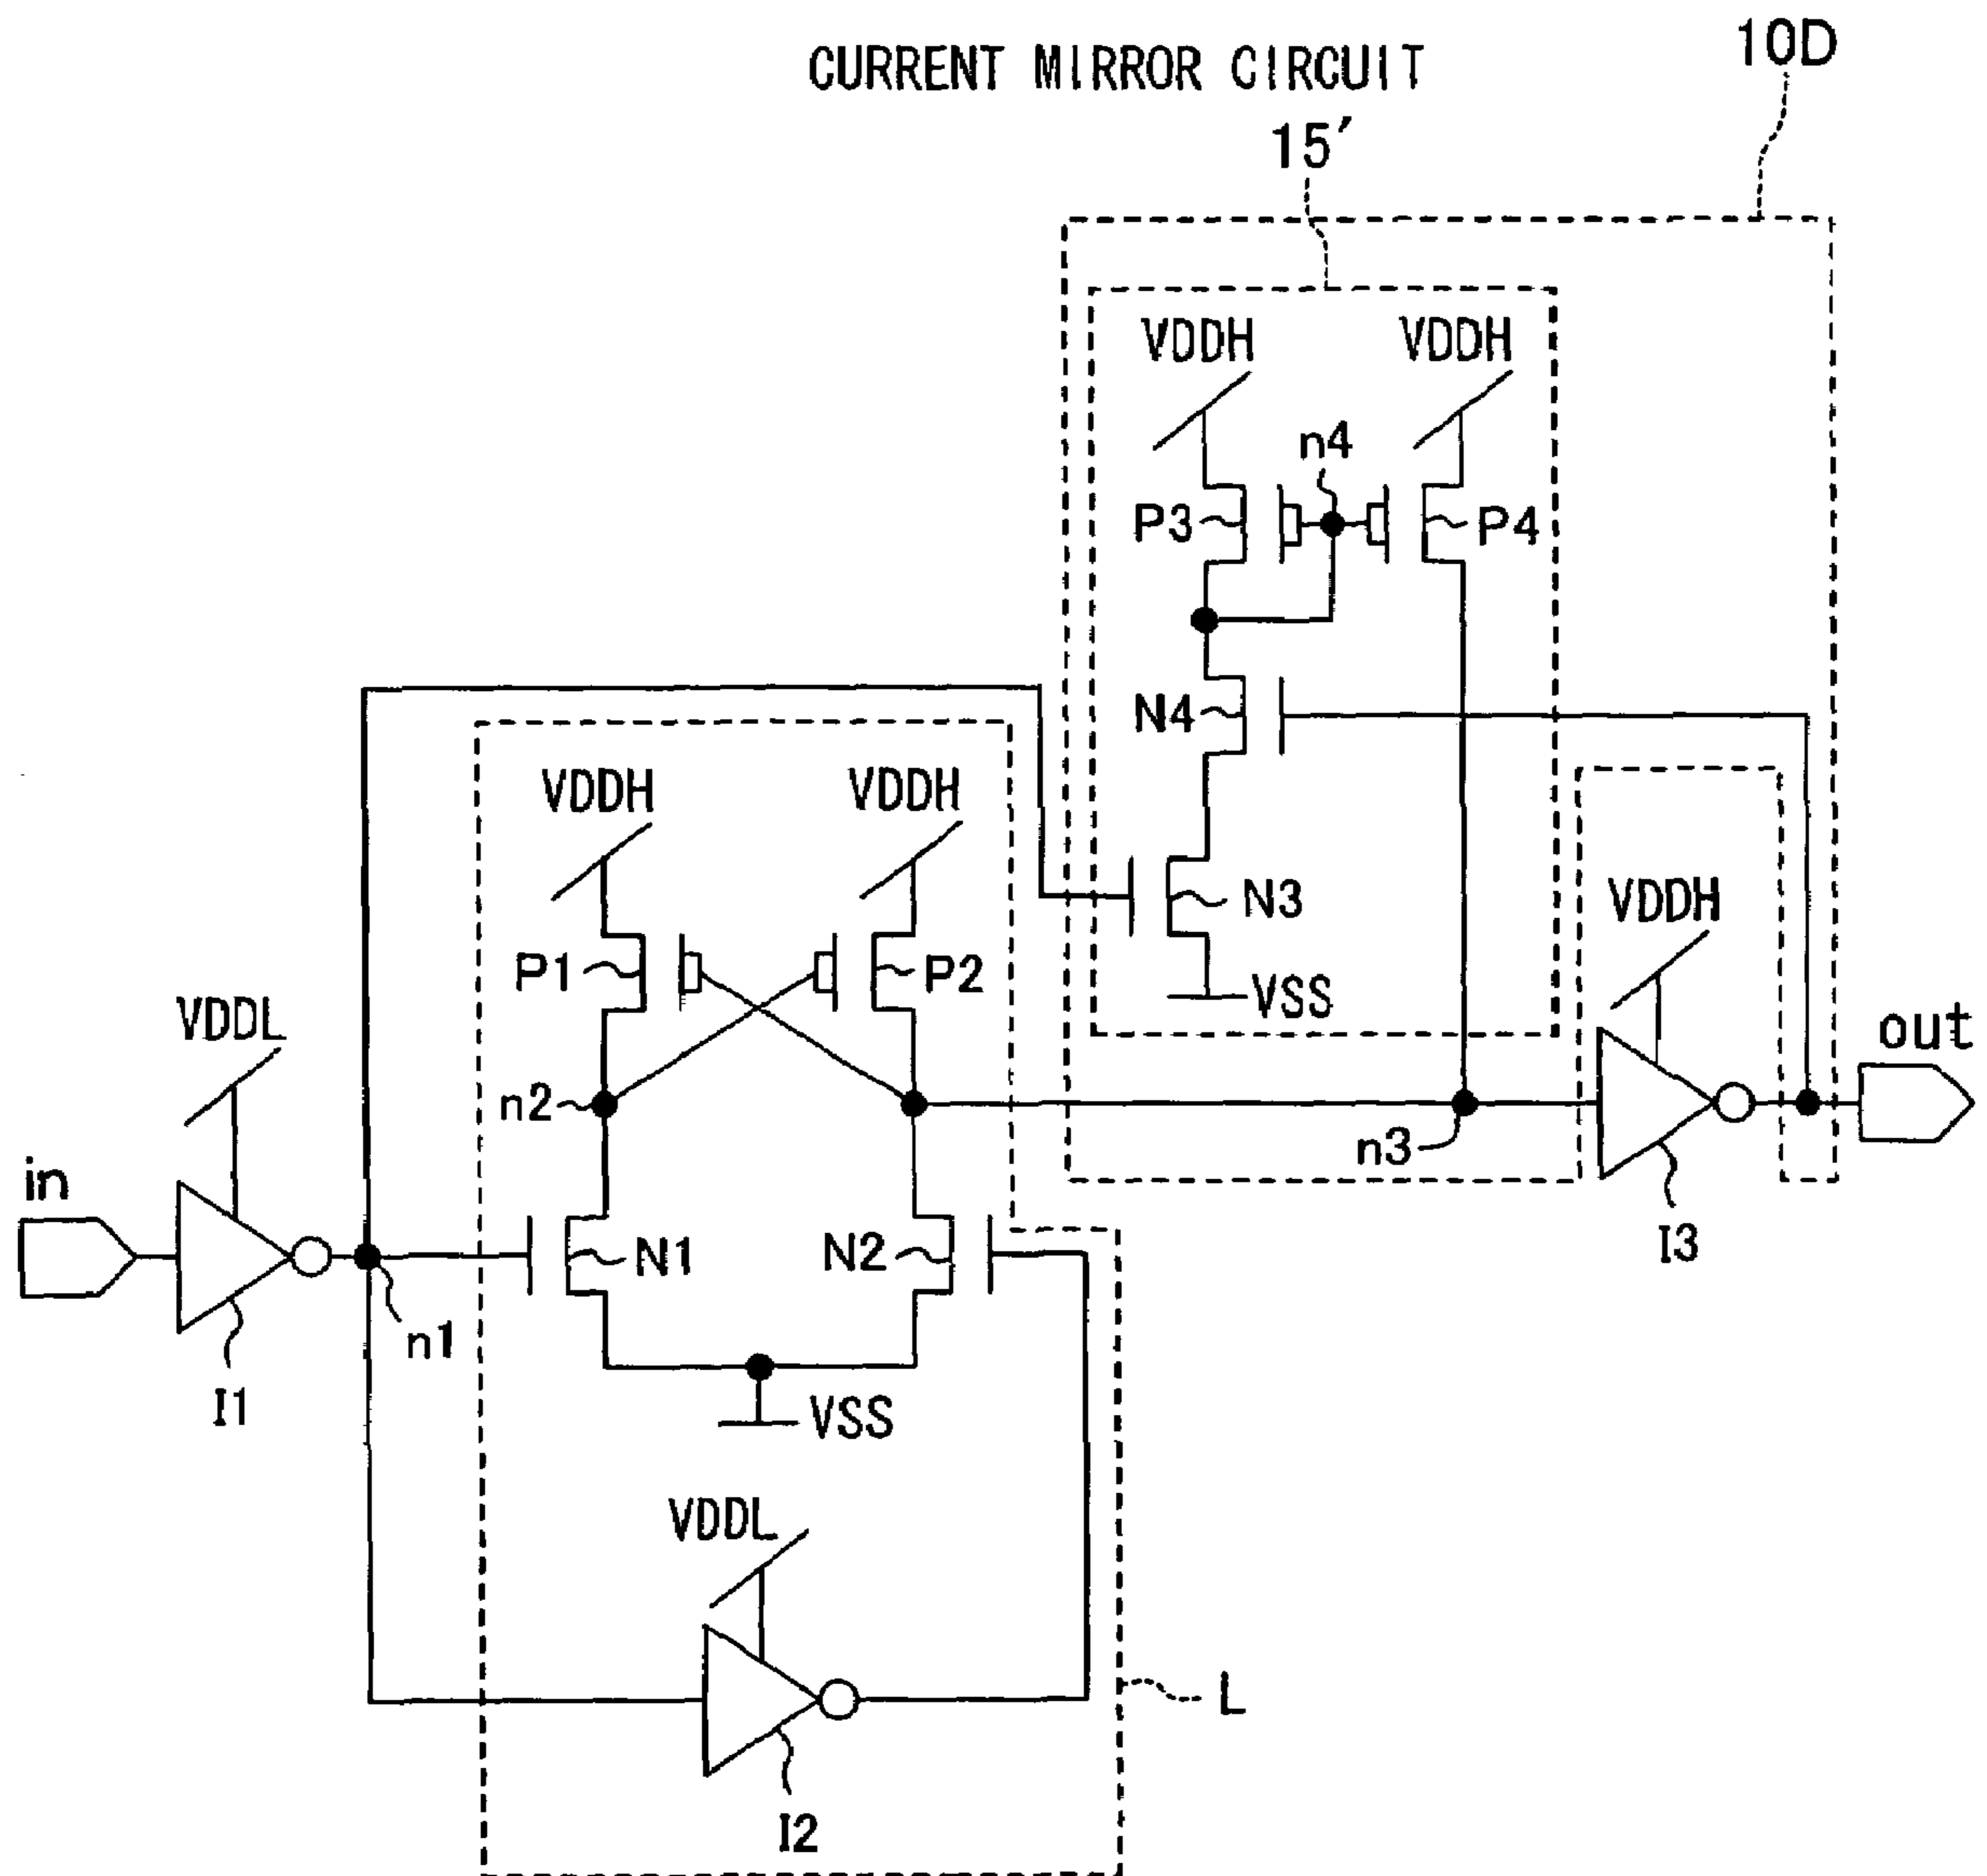 10D
CURRENT MIRROR CIRCUIT
15′
VDDH
VDDH
n4
P3
P4
N4
VDDH
VDDH
N3
VDDH
P1
P2
VSS
VDDL
out
n2
n3
in
N1
N2
I3
n1
I1
VSS
VDDL
L
I2